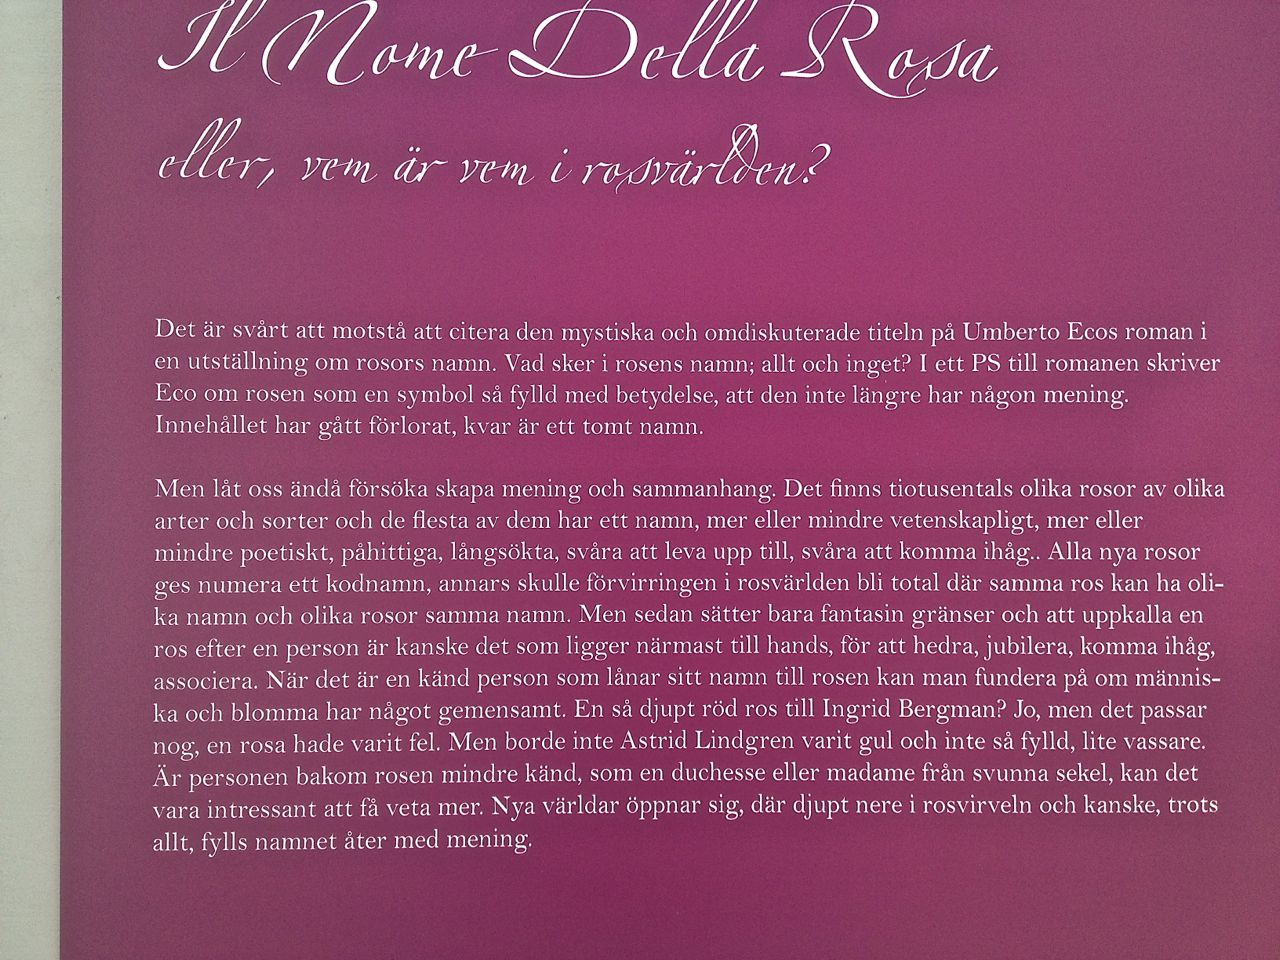 Il Nome Della Rosa
eller, vem är vem i rosvärlden?
Det är svårt att motstå att citera den mystiska och omdiskuterade titeln på Umberto Ecos roman i
en utställning om rosors namn. Vad sker i rosens namn; allt och inget? I ett PS till romanen skriver
Eco om rosen som en symbol så fylld med betydelse, att den inte längre har någon mening.
Innehållet har gått förlorat, kvar är ett tomt namn.
Men låt oss ändå försöka skapa mening och sammanhang. Det finns tiotusentals olika rosor av olika
arter och sorter och de flesta av dem har ett namn, mer eller mindre vetenskapligt, mer eller
mindre poetiskt, påhittiga, långsökta, svåra att leva upp till, svåra att komma ihåg.. Alla nya rosor
ges numera ett kodnamn, annars skulle förvirringen i rosvärlden bli total där samma ros kan ha oli-
ka namn och olika rosor samma namn. Men sedan sätter bara fantasin gränser och att uppkalla en
ros efter en person är kanske det som ligger närmast till hands, för att hedra, jubilera, komma ihåg,
associera. När det är en känd person som lånar sitt namn till rosen kan man fundera på om männis-
ka och blomma har något gemensamt. En så djupt röd ros till Ingrid Bergman? Jo, men det passar
nog, en rosa hade varit fel. Men borde inte Astrid Lindgren varit gul och inte så fylld, lite vassare.
Är personen bakom rosen mindre känd, som en duchesse eller madame från svunna sekel, kan det
vara intressant att få veta mer. Nya världar öppnar sig, där djupt nere i rosvirveln och kanske, trots
allt, fylls namnet åter med mening.